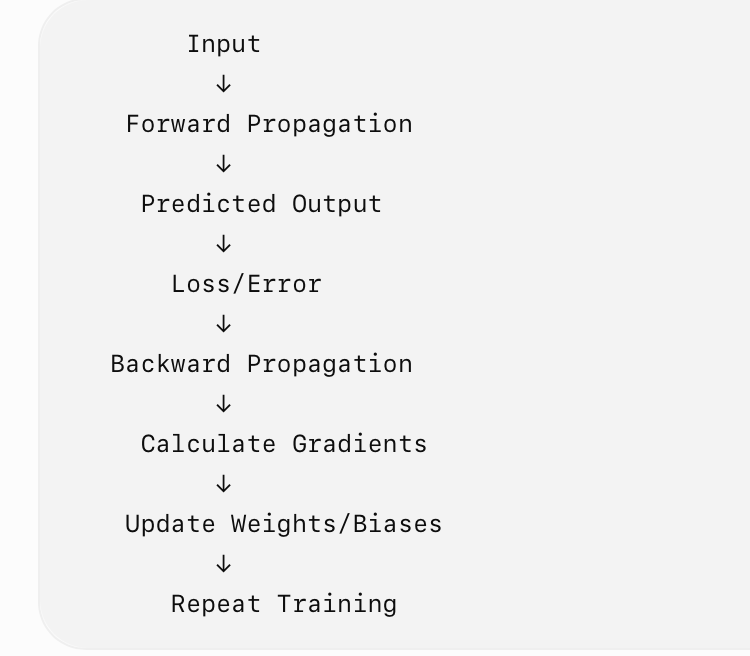 Input
↓
Forward Propagation
↓
Predicted Output
↓
Loss/Error
↓
Backward Propagation
↓
Calculate Gradients
↓
Update Weights/Biases
↓
Repeat Training